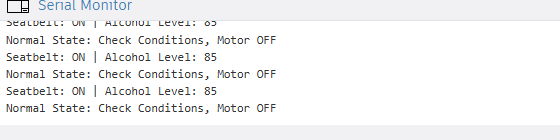 Serial Monitor
Seatbelt: ON | Alcohol Level: 85
Normal State: Check Conditions, Motor OFF
Seatbelt: ON | Alcohol Level: 85
Normal State: Check Conditions, Motor OFF
Seatbelt: ON | Alcohol Level: 85
Normal State: Check Conditions, Motor OFF